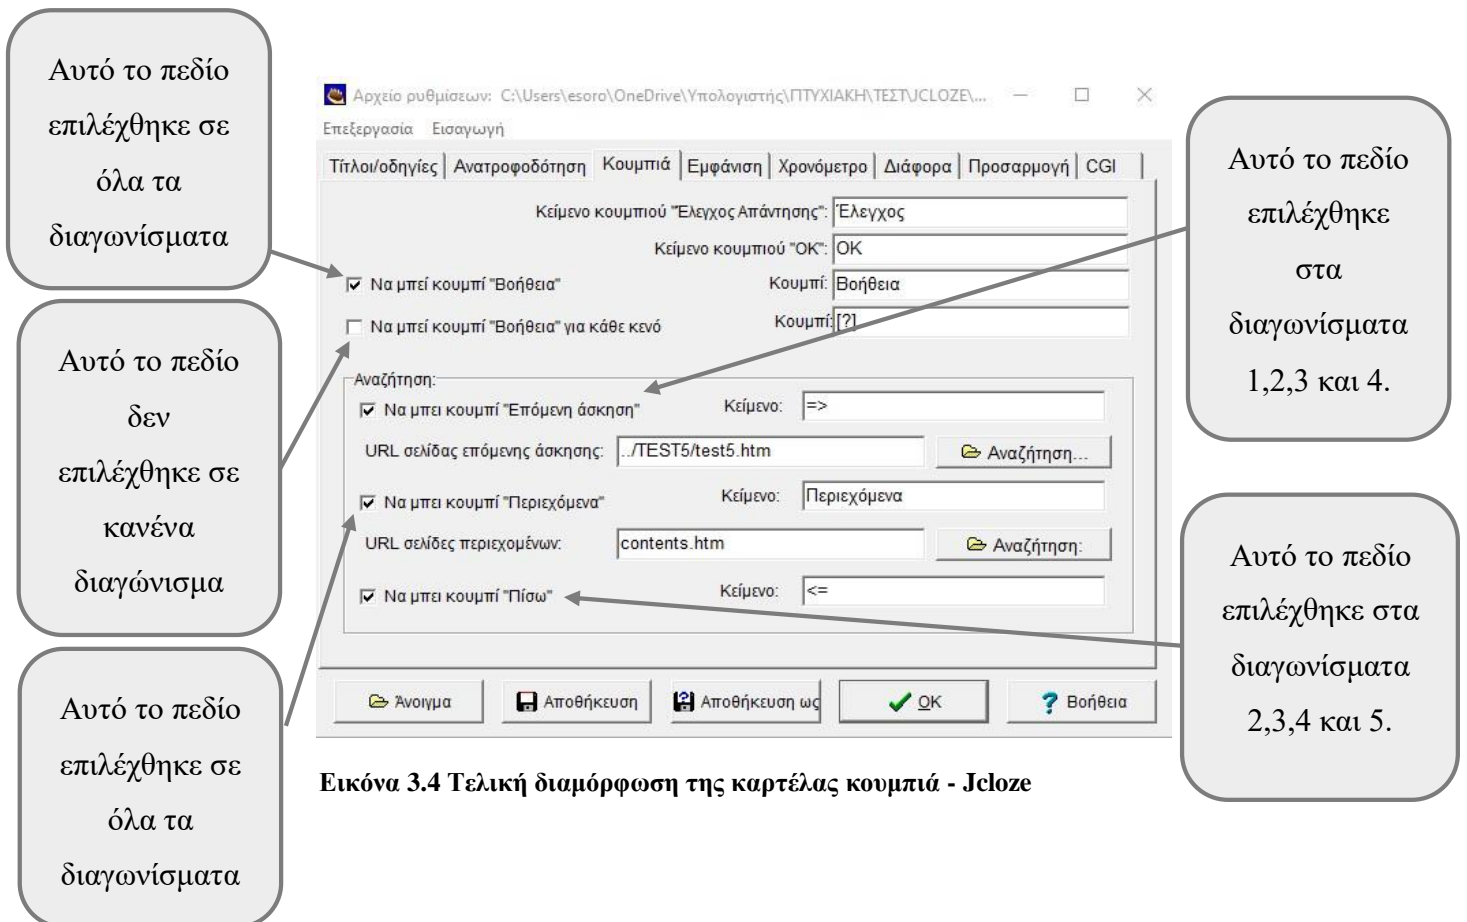 Αυτό το πεδίο
επιλέχθηκε σε
όλα τα
διαγωνίσματα
Αυτό το πεδίο
δεν
επιλέχθηκε σε
κανένα
διαγώνισμα
Αυτό το πεδίο
επιλέχθηκε σε
όλα τα
διαγωνίσματα
Αρχείο ρυθμίσεων: C:\Users\esoro\OneDrive\Υπολογιστής\ΠΤΥΧΙΑΚΗ\ΤΕΣΤ\JCLOZE\...
Επεξεργασία Εισαγωγή
Τίτλοι/οδηγίες Ανατροφοδότηση Κουμπιά Εμφάνιση Χρονόμετρο Διάφορα Προσαρμογή CGI
Κείμενο κουμπιού "Έλεγχος Απάντησης": Έλεγχος
Κείμενο κουμπιού "OK": OK
Να μπεί κουμπί "Βοήθεια" Κουμπί: Βοήθεια
Να μπεί κουμπί "Βοήθεια" για κάθε κενό Κουμπί: [?]
Αναζήτηση:
Να μπει κουμπί "Επόμενη άσκηση" Κείμενο: =>
URL σελίδας επόμενης άσκησης: ../TEST5/test5.htm Αναζήτηση...
Να μπει κουμπί "Περιεχόμενα" Κείμενο: Περιεχόμενα
URL σελίδες περιεχομένων: contents.htm Αναζήτηση:
Να μπει κουμπί "Πίσω" Κείμενο: <=
Άνοιγμα Αποθήκευση Αποθήκευση ως OK Βοήθεια
Αυτό το πεδίο
επιλέχθηκε
στα
διαγωνίσματα
1,2,3 και 4.
Αυτό το πεδίο
επιλέχθηκε στα
διαγωνίσματα
2,3,4 και 5.
Εικόνα 3.4 Τελική διαμόρφωση της καρτέλας κουμπιά - Jcloze